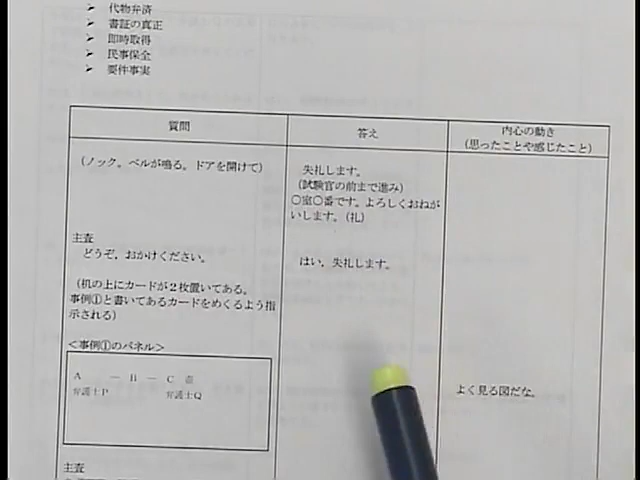 ➢ 代物弁済
➢ 書証の真正
➢ 即時取得
➢ 民事保全
➢ 要件事実
質問
答え
内心の動き
(思ったことや感じたこと)
(ノック。ベルが鳴る。ドアを開けて)
失礼します。
(試験官の前まで進み)
○室○番です。よろしくおねが
いします。(礼)
主査
どうぞ、おかけください。
はい、失礼します。
(机の上にカードが2枚置いてある。
事例①と書いてあるカードをめくるよう指
示される)
<事例①のパネル>
A — B — C
弁護士P 弁護士Q
よく見る図だな。
主査